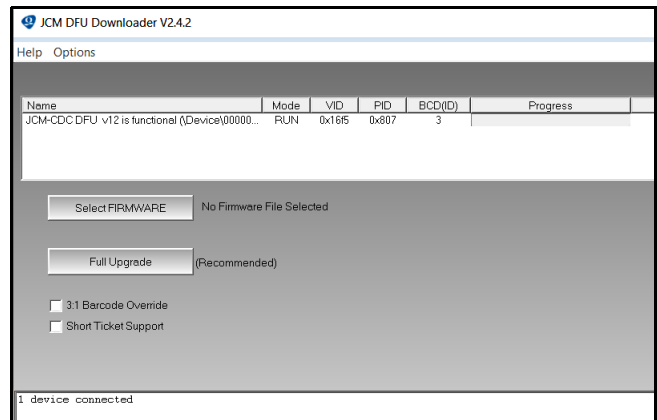 JCM DFU Downloader V2.4.2
Help Options
Name Mode VID PID BCD(ID) Progress
JCM-CDC DFU v12 is functional (\Device\00000... RUN 0x16f5 0x807 3
Select FIRMWARE No Firmware File Selected
Full Upgrade (Recommended)
3:1 Barcode Override
Short Ticket Support
1 device connected